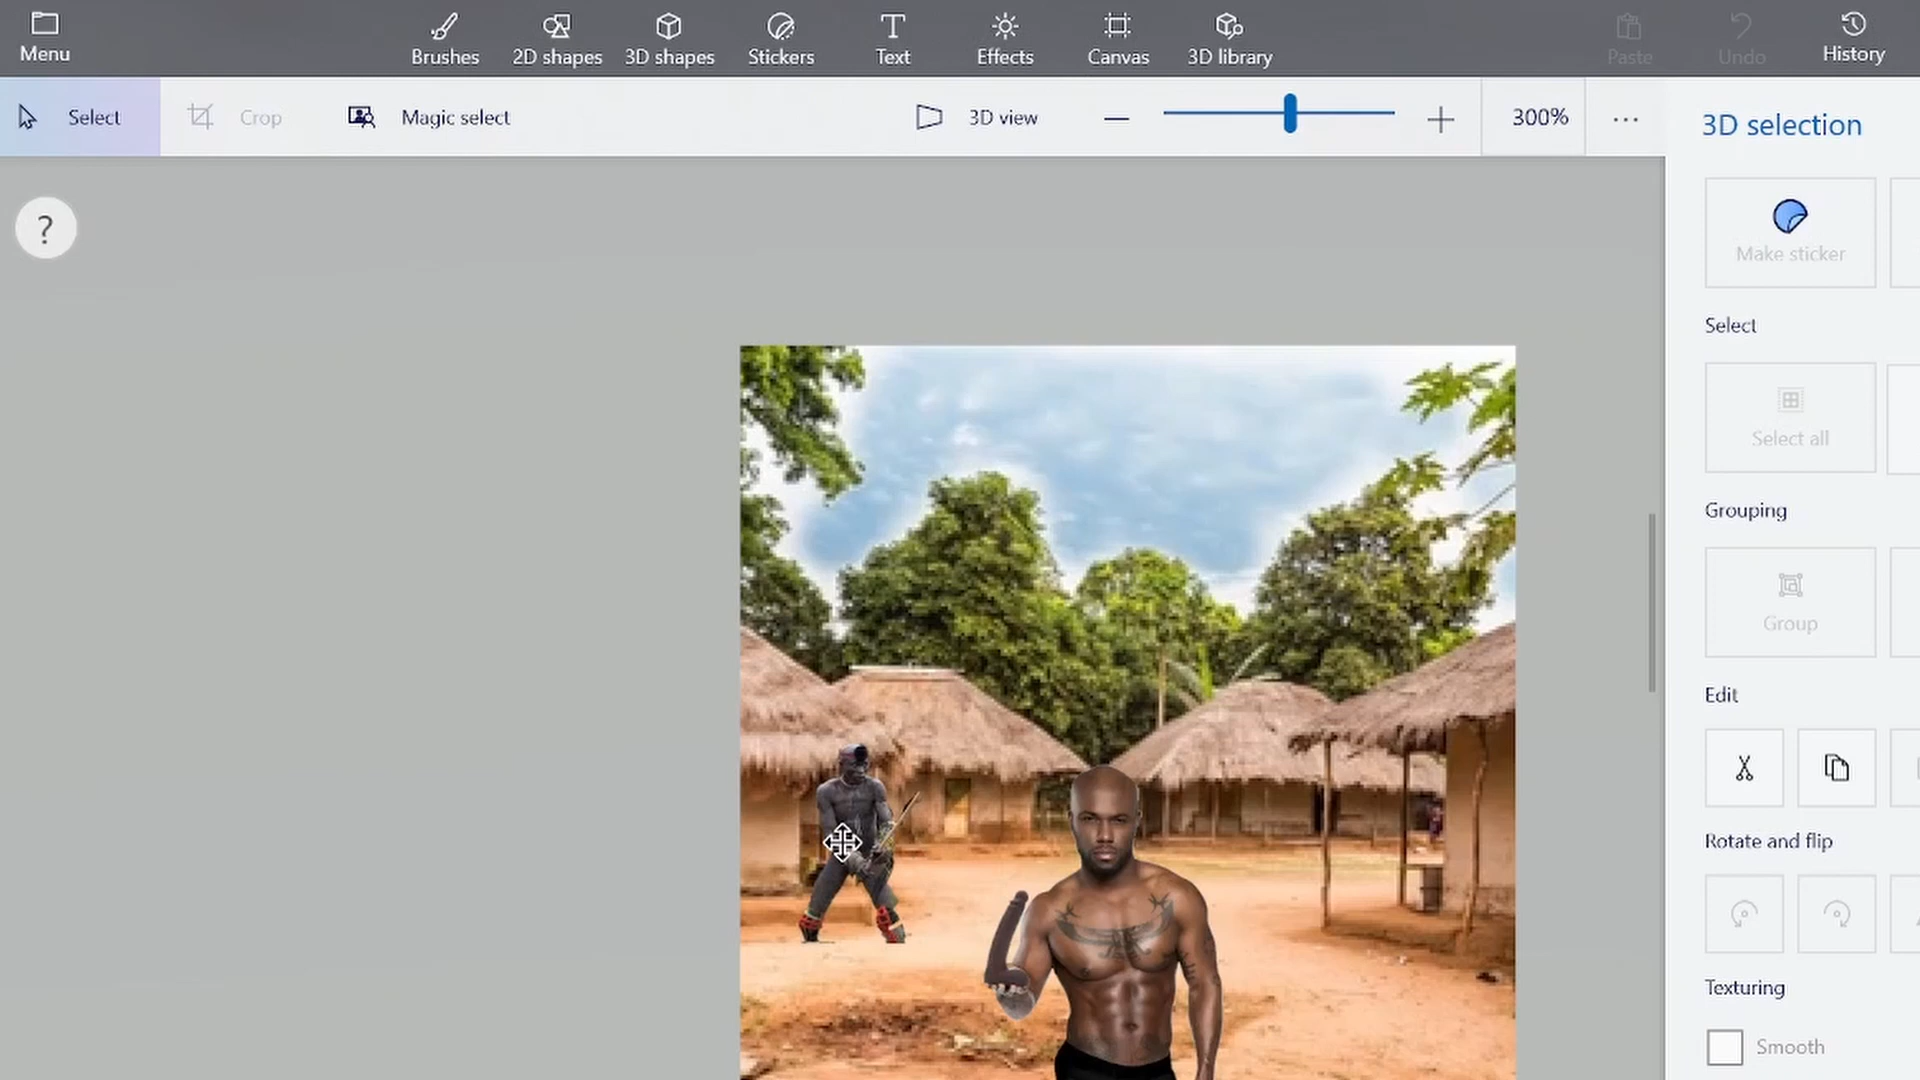 Menu
Brushes
2D shapes
3D shapes
Stickers
Text
Effects
Canvas
3D library
Paste
Undo
History
Select
Crop
Magic select
3D view
300%
3D selection
?
Make sticker
Select
Select all
Grouping
Group
Edit
Rotate and flip
Texturing
Smooth